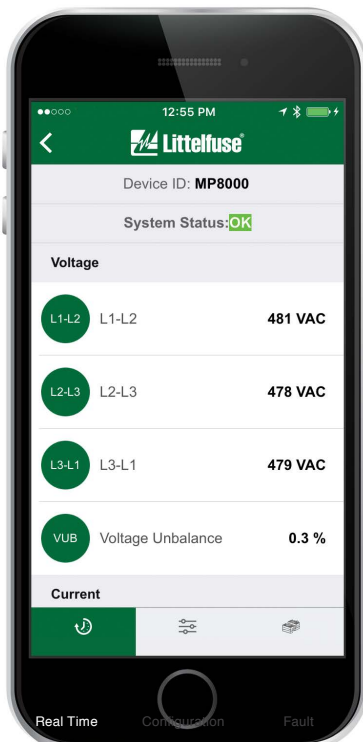 12:55 PM
Littelfuse®
Device ID: MP8000
System Status:OK
Voltage
L1-L2 L1-L2 481 VAC
L2-L3 L2-L3 478 VAC
L3-L1 L3-L1 479 VAC
VUB Voltage Unbalance 0.3 %
Current
Real Time Configuration Fault